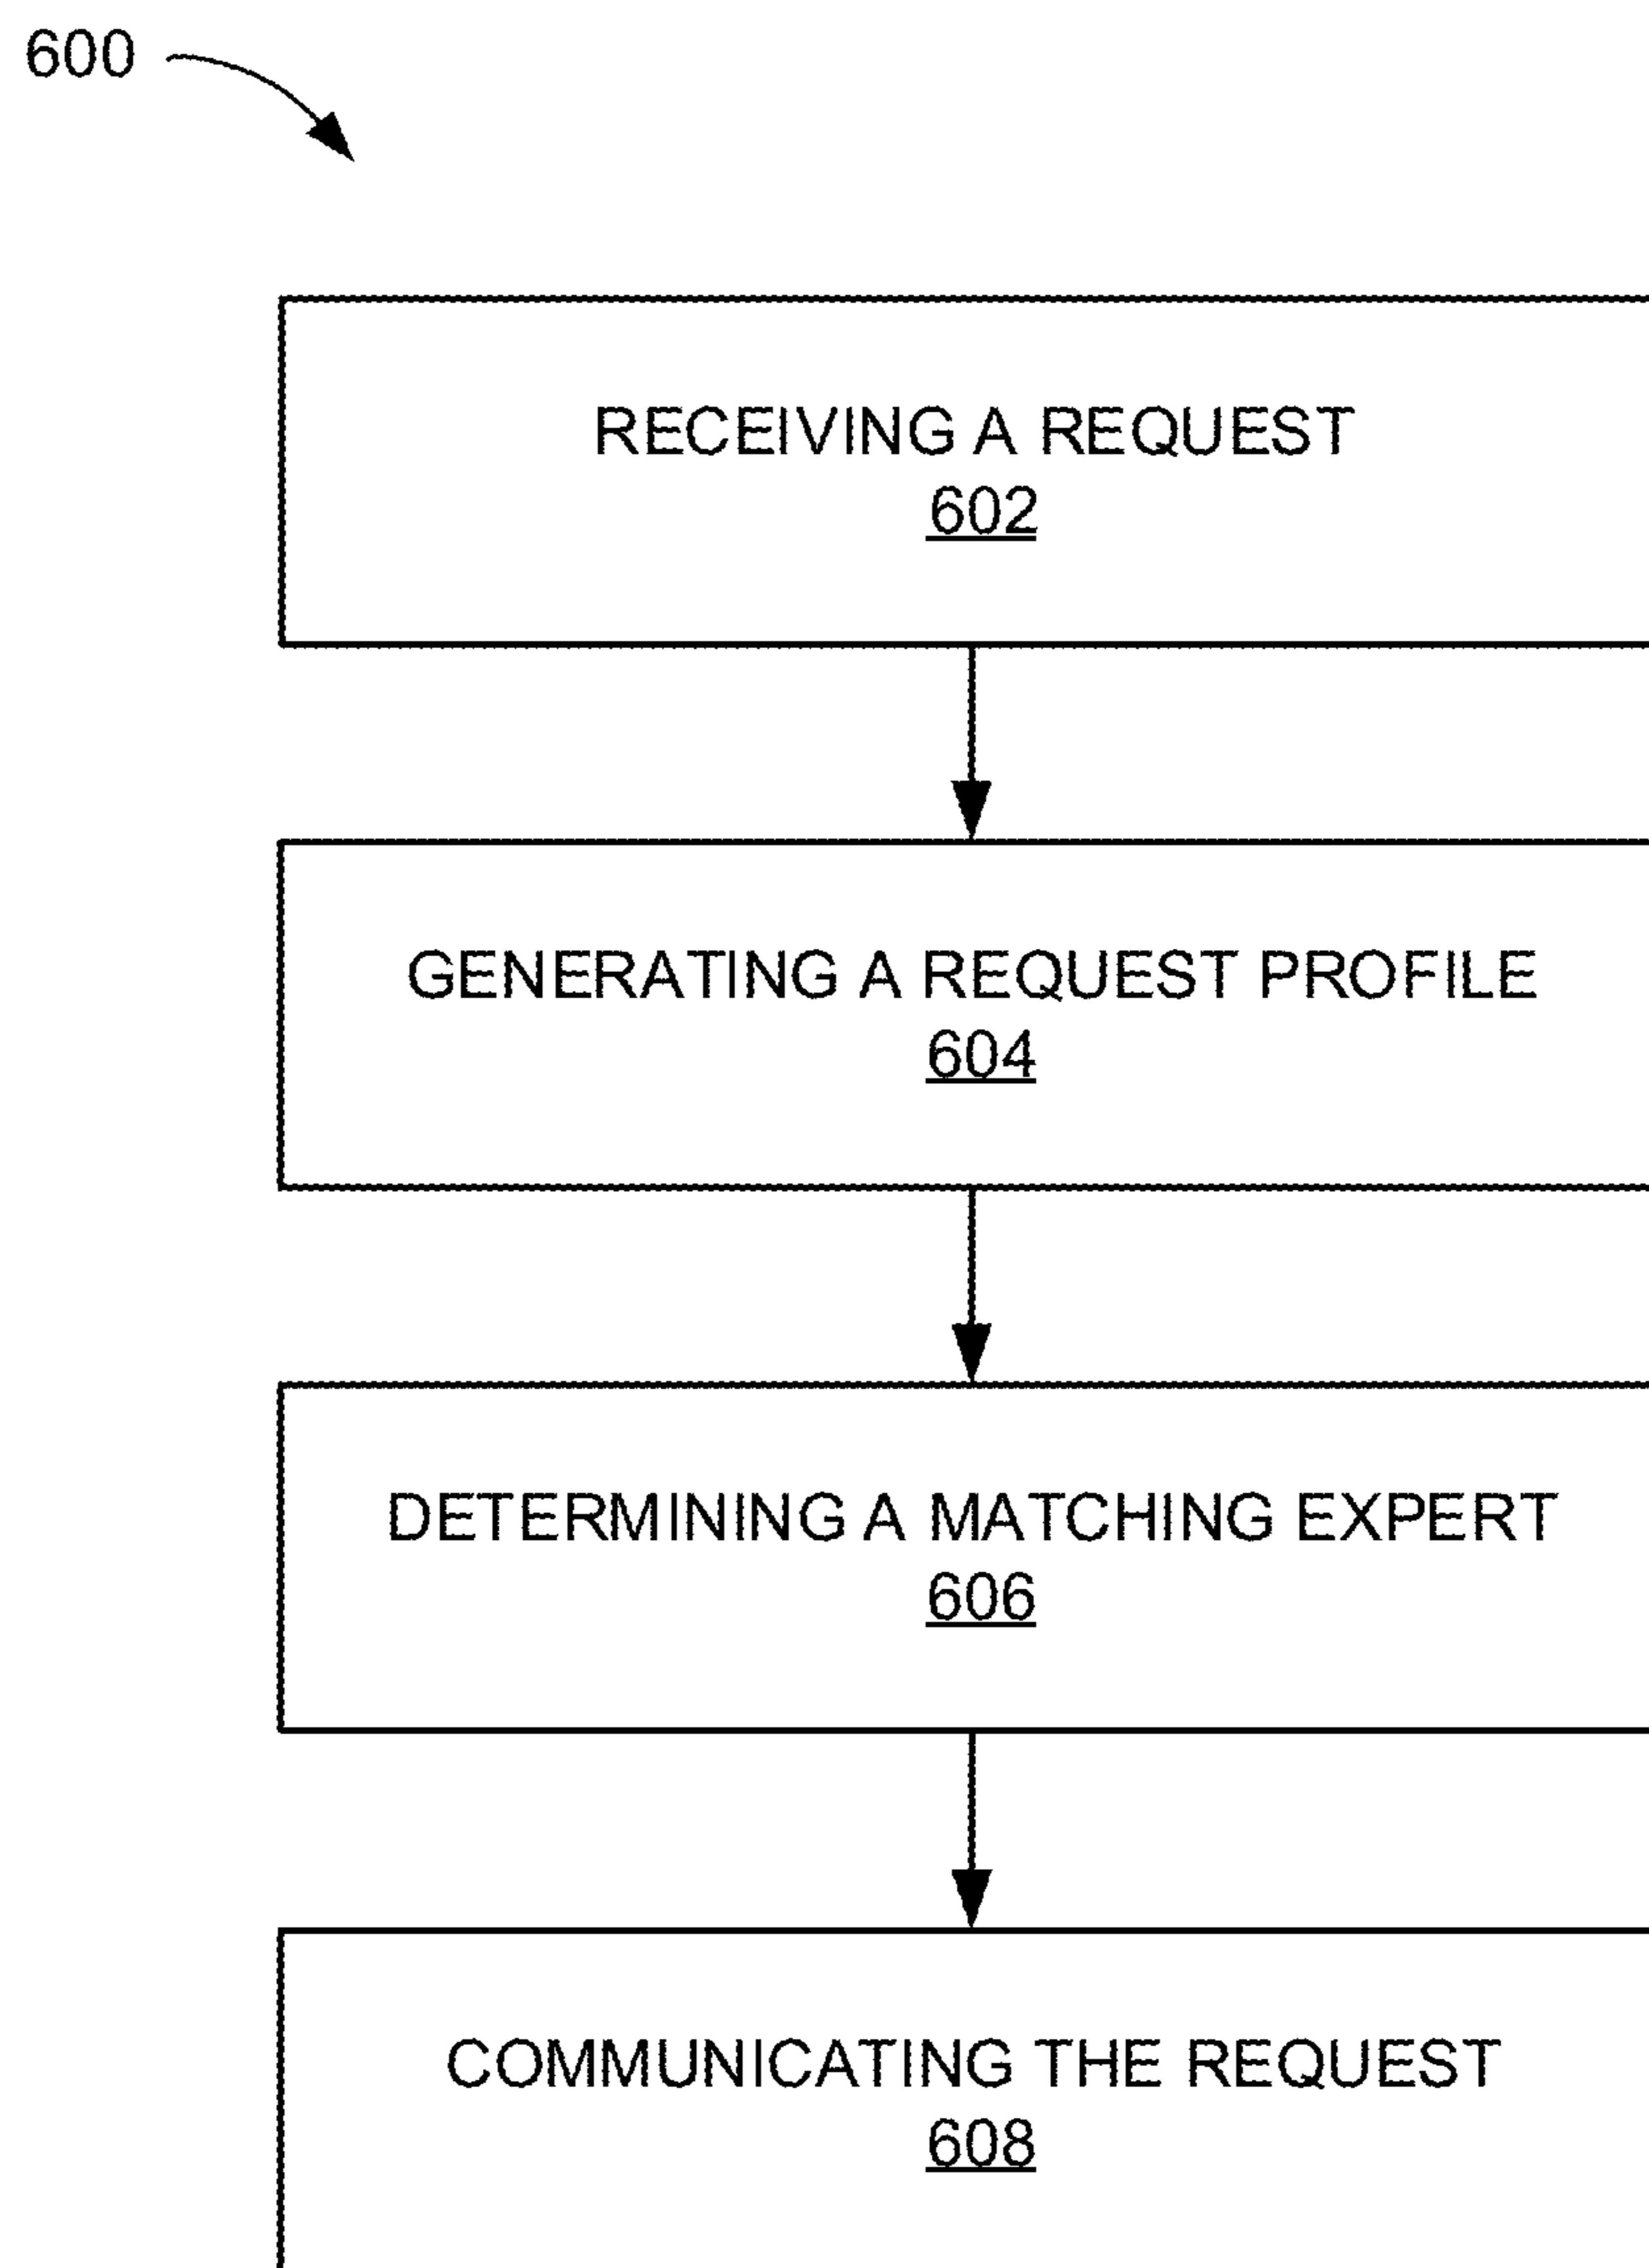 600
RECEIVING A REQUEST
602
GENERATING A REQUEST PROFILE
604
DETERMINING A MATCHING EXPERT
606
COMMUNICATING THE REQUEST
608